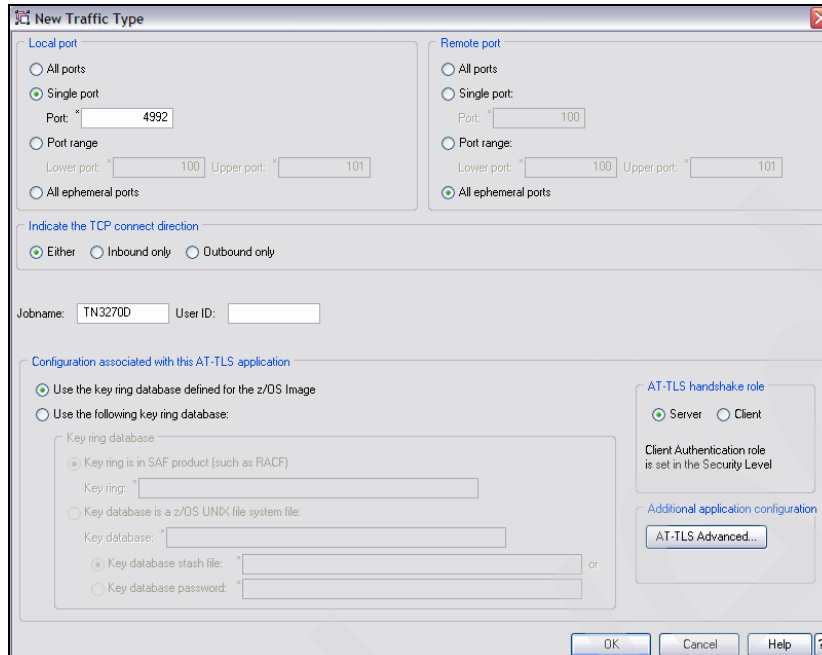 New Traffic Type
Local port
All ports
Single port
Port: * 4992
Port range
Lower port: * 100 Upper port: * 101
All ephemeral ports
Remote port
All ports
Single port:
Port: * 100
Port range:
Lower port: * 100 Upper port: * 101
All ephemeral ports
Indicate the TCP connect direction
Either Inbound only Outbound only
Jobname: TN3270D User ID:
Configuration associated with this AT-TLS application
Use the key ring database defined for the z/OS Image
Use the following key ring database:
Key ring database
Key ring is in SAF product (such as RACF)
Key ring: *
Key database is a z/OS UNIX file system file:
Key database: *
Key database stash file: * or
Key database password: *
AT-TLS handshake role
Server Client
Client Authentication role
is set in the Security Level
Additional application configuration
AT-TLS Advanced...
OK Cancel Help ?